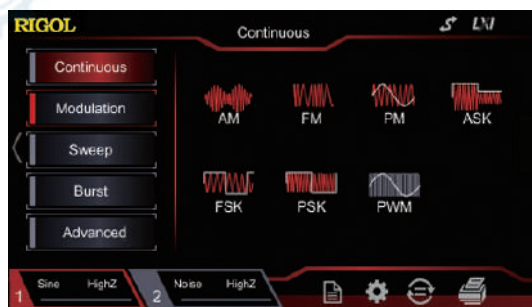 RIGOL
Continuous
LXI
Continuous
Modulation
Sweep
Burst
Advanced
AM
FM
PM
ASK
FSK
PSK
PWM
1
Sine
HighZ
2
Noise
HighZ